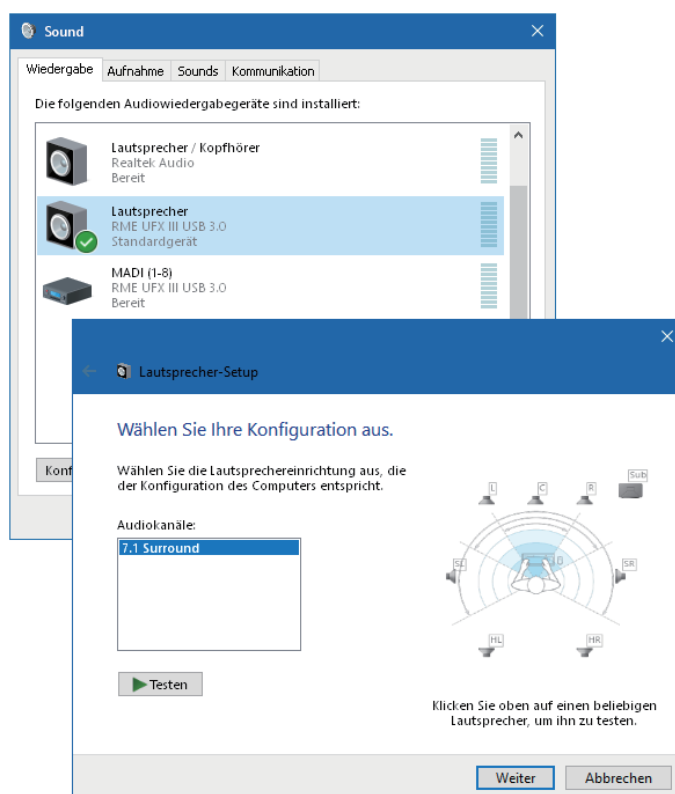 Sound
Wiedergabe Aufnahme Sounds Kommunikation
Die folgenden Audiowiedergabegeräte sind installiert:
Lautsprecher / Kopfhörer
Realtek Audio
Bereit
Lautsprecher
RME UFX III USB 3.0
Standardgerät
MADI (1-8)
RME UFX III USB 3.0
Bereit
Konf
Lautsprecher-Setup
Wählen Sie Ihre Konfiguration aus.
Wählen Sie die Lautsprechereinrichtung aus, die
der Konfiguration des Computers entspricht.
Audiokanäle:
7.1 Surround
Testen
L C R Sub
SL SR
HL HR
Klicken Sie oben auf einen beliebigen
Lautsprecher, um ihn zu testen.
Weiter Abbrechen